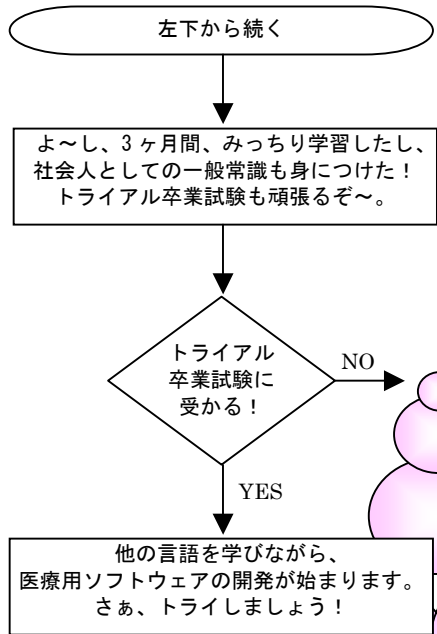 左下から続く
よ～し、3ヶ月間、みっちり学習したし、
社会人としての一般常識も身につけた！
トライアル卒業試験も頑張るぞ～。
トライアル
卒業試験に
受かる！
NO
YES
他の言語を学びながら、
医療用ソフトウェアの開発が始まります。
さぁ、トライしましょう！